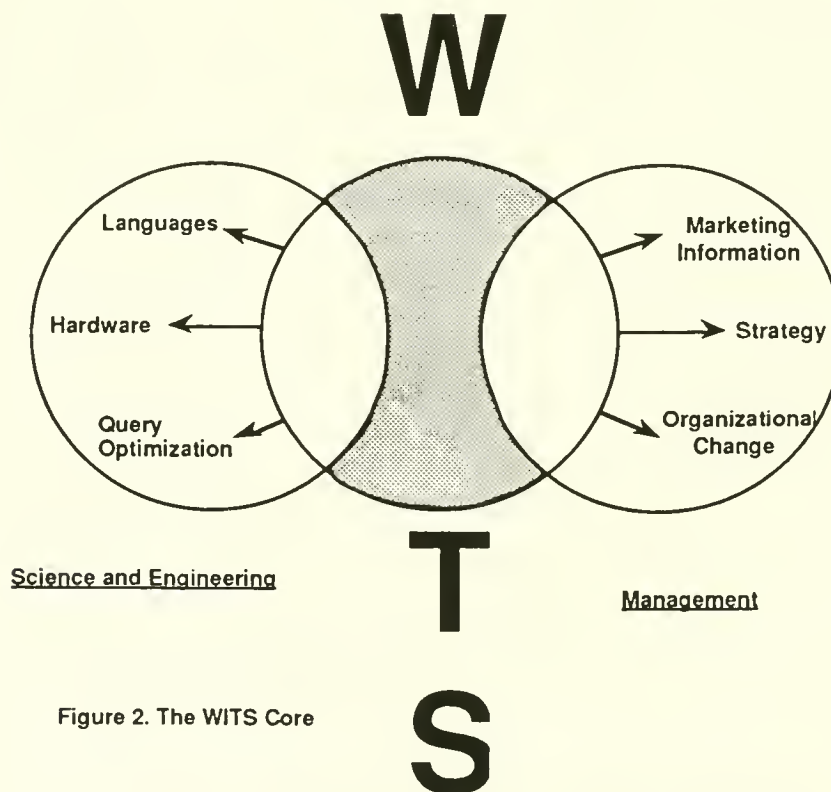 W
Languages
Hardware
Query
Optimization
Marketing
Information
Strategy
Organizational
Change
T
S
Science and Engineering
Management
Figure 2. The WITS Core